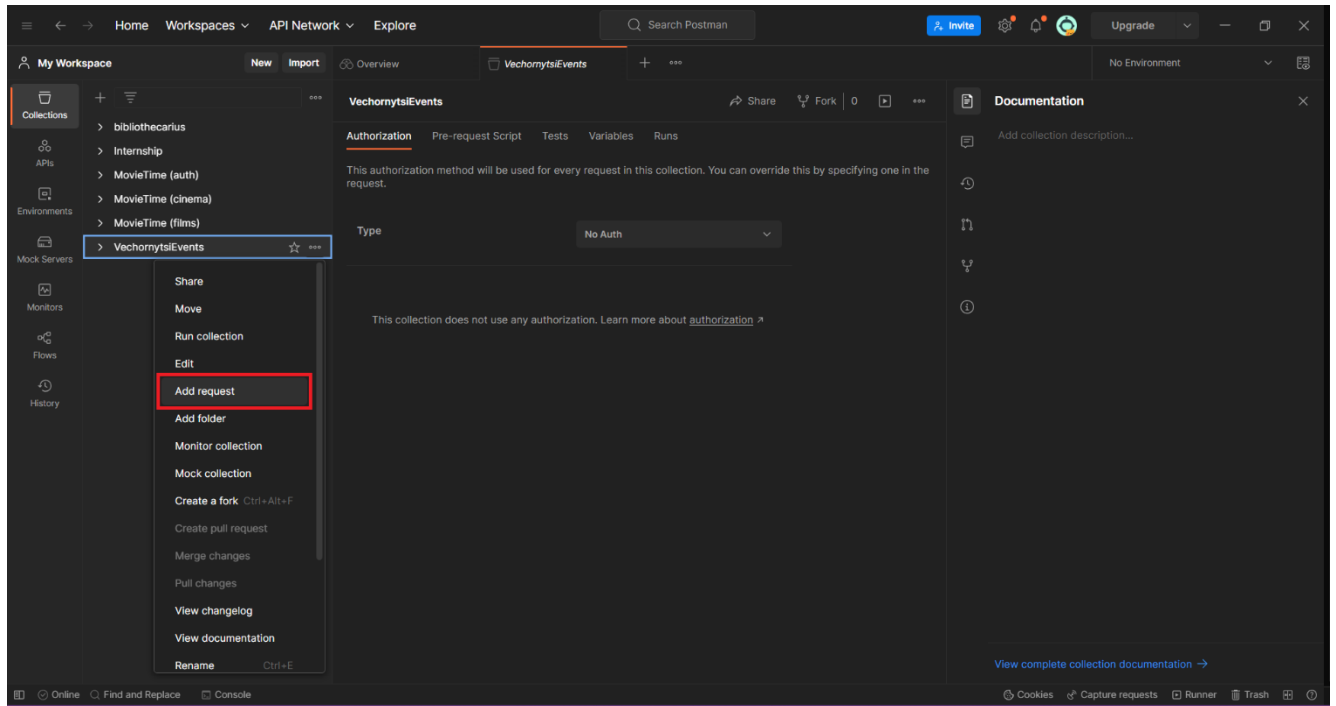 Home Workspaces API Network Explore Search Postman Invite Upgrade
My Workspace New Import Overview VechornytsiEvents No Environment
Collections
APIs
Environments
Mock Servers
Monitors
Flows
History
bibliothecarius
Internship
MovieTime (auth)
MovieTime (cinema)
MovieTime (films)
VechornytsiEvents
Share
Move
Run collection
Edit
Add request
Add folder
Monitor collection
Mock collection
Create a fork Ctrl+Alt+F
Create pull request
Merge changes
Pull changes
View changelog
View documentation
Rename Ctrl+E
VechornytsiEvents Share Fork 0
Authorization Pre-request Script Tests Variables Runs
This authorization method will be used for every request in this collection. You can override this by specifying one in the
request.
Type No Auth
This collection does not use any authorization. Learn more about authorization
Documentation
Add collection description...
View complete collection documentation
Online Find and Replace Console Cookies Capture requests Runner Trash